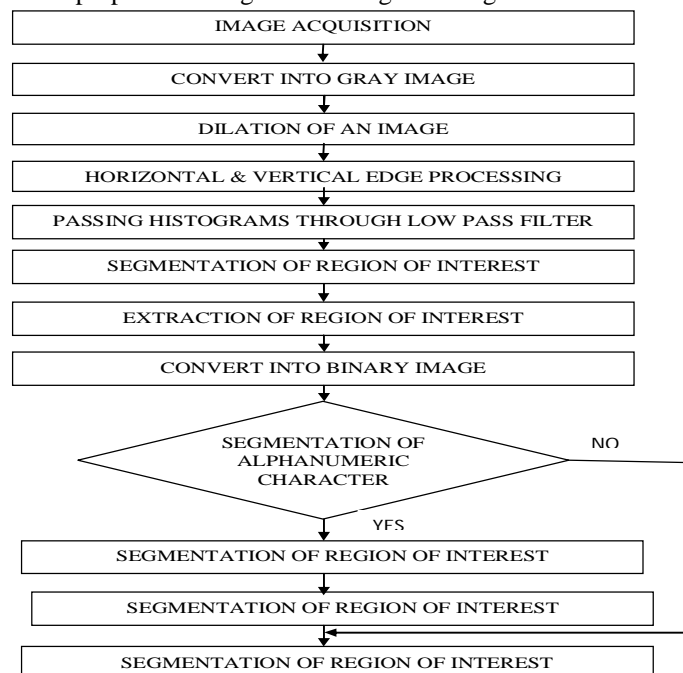 IMAGE ACQUISITION
CONVERT INTO GRAY IMAGE
DILATION OF AN IMAGE
HORIZONTAL & VERTICAL EDGE PROCESSING
PASSING HISTOGRAMS THROUGH LOW PASS FILTER
SEGMENTATION OF REGION OF INTEREST
EXTRACTION OF REGION OF INTEREST
CONVERT INTO BINARY IMAGE
SEGMENTATION OF
ALPHANUMERIC
CHARACTER
NO
YES
SEGMENTATION OF REGION OF INTEREST
SEGMENTATION OF REGION OF INTEREST
SEGMENTATION OF REGION OF INTEREST